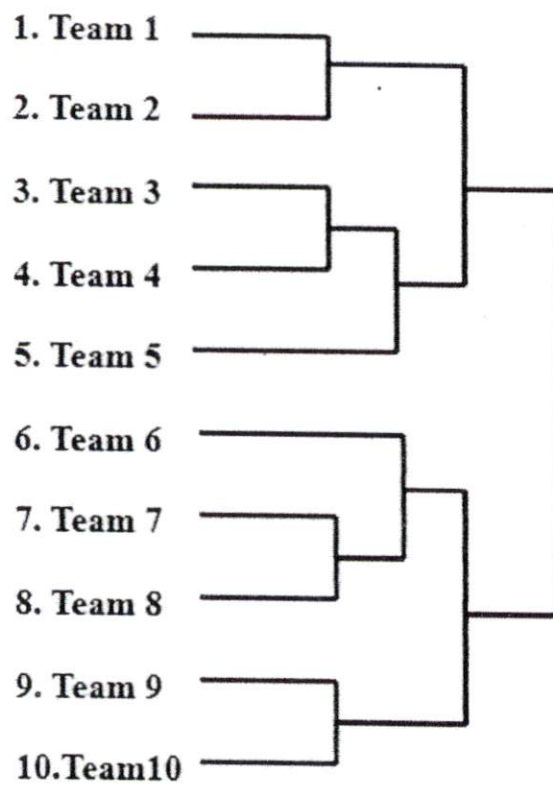 1. Team 1
2. Team 2
3. Team 3
4. Team 4
5. Team 5
6. Team 6
7. Team 7
8. Team 8
9. Team 9
10.Team10